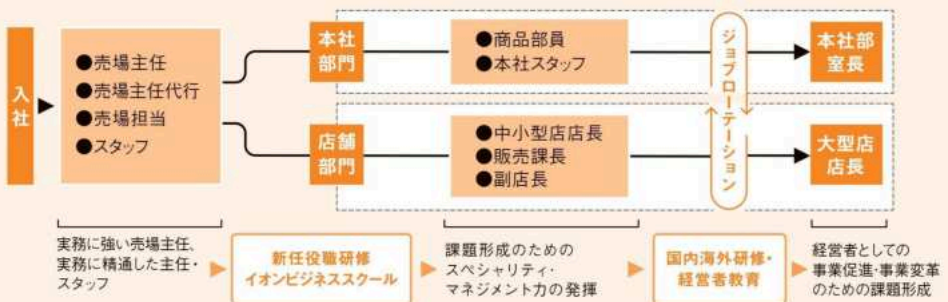 入社
●売場主任
●売場主任代行
●売場担当
●スタッフ
本社
部門
●商品部員
●本社スタッフ
店舗
部門
●中小型店店長
●販売課長
●副店長
ジョブローテーション
本社部
室長
大型店
店長
実務に強い売場主任、
実務に精通した主任・
スタッフ
新任役職研修
イオンビジネススクール
課題形成のための
スペシャリティ・
マネジメント力の発揮
国内海外研修・
経営者教育
経営者としての
事業促進・事業変革
のための課題形成